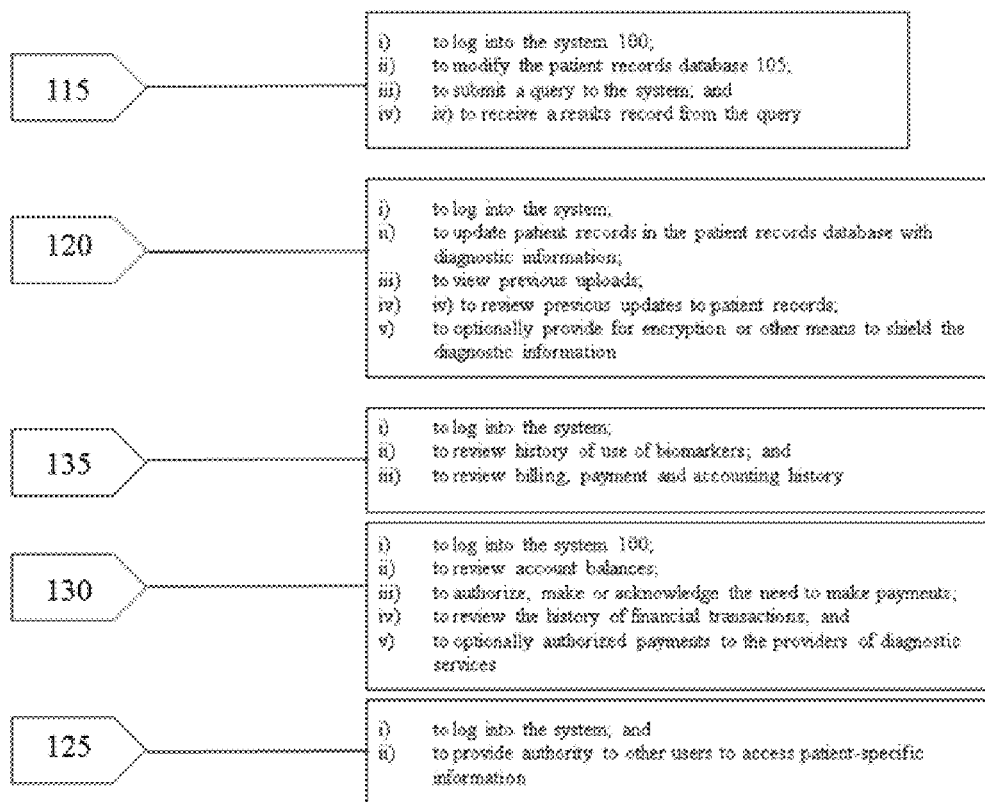 115
i) to log into the system 100;
ii) to modify the patient records database 105;
iii) to submit a query to the system; and
iv) iv) to receive a results record from the query
120
i) to log into the system;
ii) to update patient records in the patient records database with
diagnostic information;
iii) to view previous uploads;
iv) iv) to review previous updates to patient records;
v) to optionally provide for encryption or other means to shield the
diagnostic information
135
i) to log into the system;
ii) to review history of use of biomarkers; and
iii) to review billing, payment and accounting history
130
i) to log into the system 100;
ii) to review account balances;
iii) to authorize, make or acknowledge the need to make payments;
iv) to review the history of financial transactions; and
v) to optionally authorized payments to the providers of diagnostic
services
125
i) to log into the system; and
ii) to provide authority to other users to access patient-specific
information